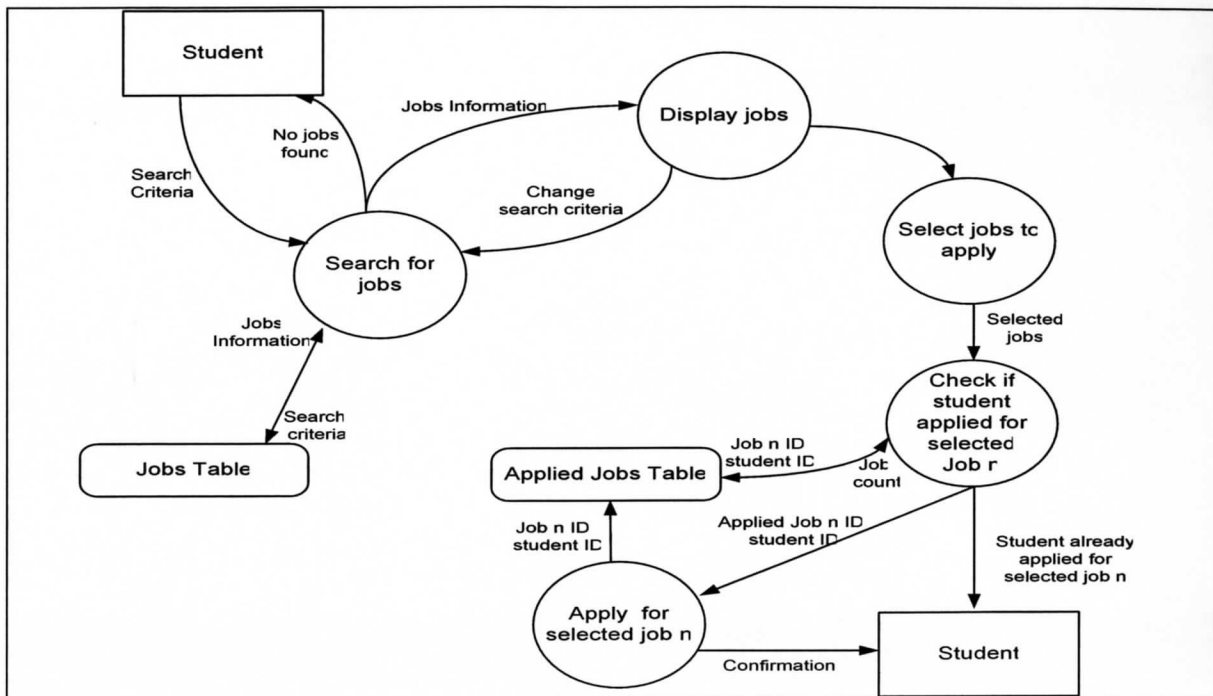 Student
Jobs Information
Display jobs
No jobs
found
Search
Criteria
Change
search criteria
Select jobs to
apply
Search for
jobs
Jobs
Information
Selected
jobs
Search
criteria
Jobs Table
Check if
student
applied for
selected
Job n
Job n ID
student ID
Job
count
Applied Jobs Table
Job n ID
student ID
Applied Job n ID
student ID
Student already
applied for
selected job n
Apply for
selected job n
Confirmation
Student